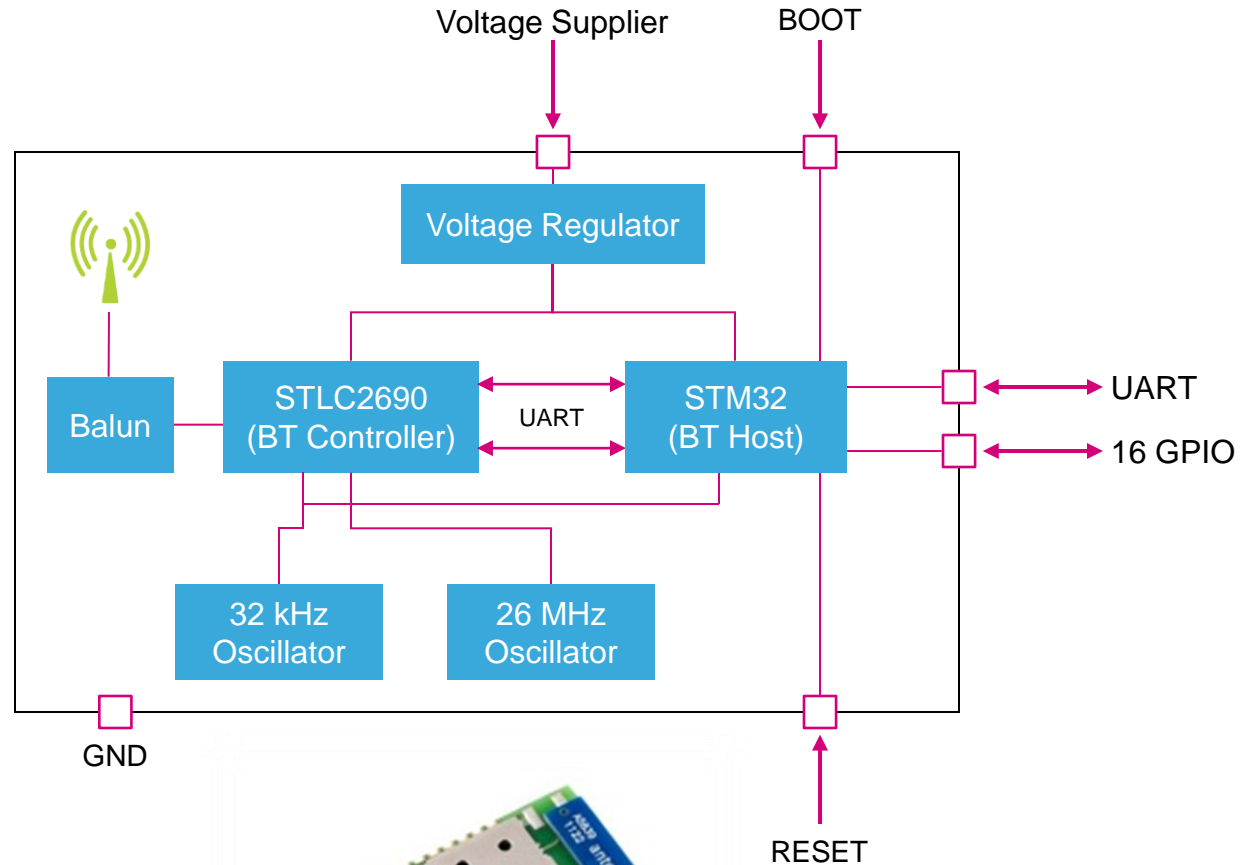 Voltage Supplier
BOOT
Voltage Regulator
STLC2690
(BT Controller)
UART
STM32
(BT Host)
Balun
UART
16 GPIO
32 kHz
Oscillator
26 MHz
Oscillator
GND
RESET
1122